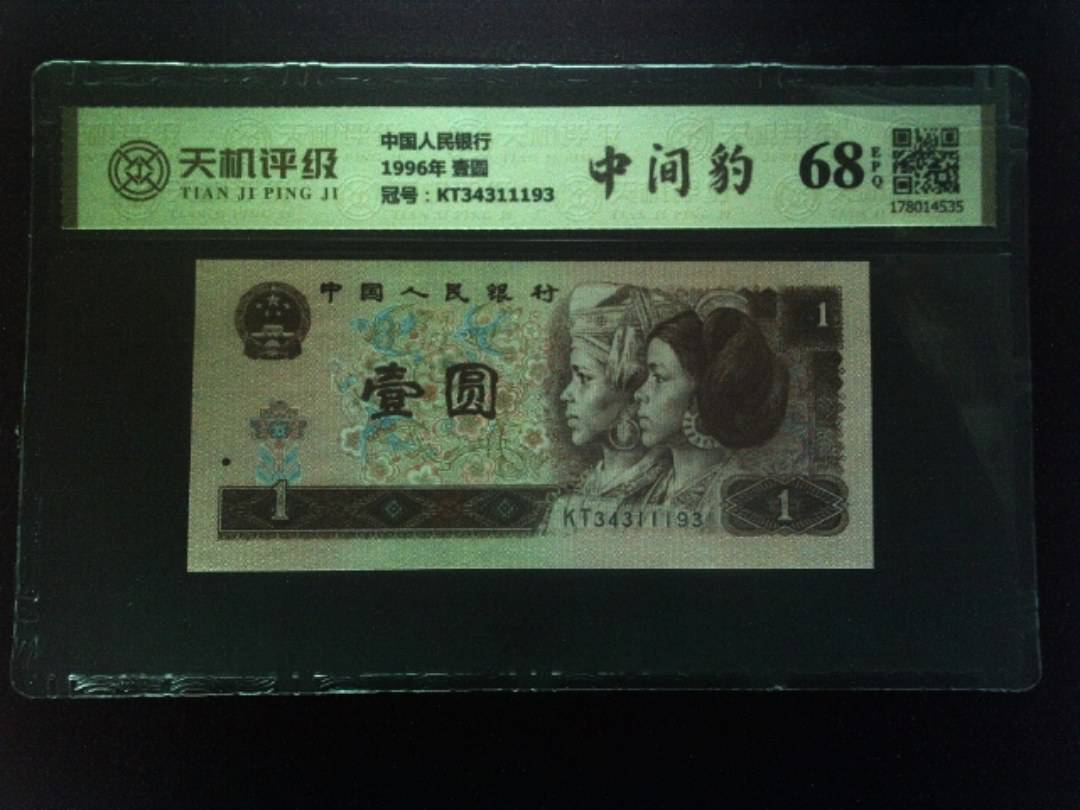 天机评级
TIAN JI PING JI
中国人民银行
1996年 壹圆
冠号：KT34311193
中间豹
68
EPQ
178014535
中国人民银行
1
壹圆
1
KT34311193
1